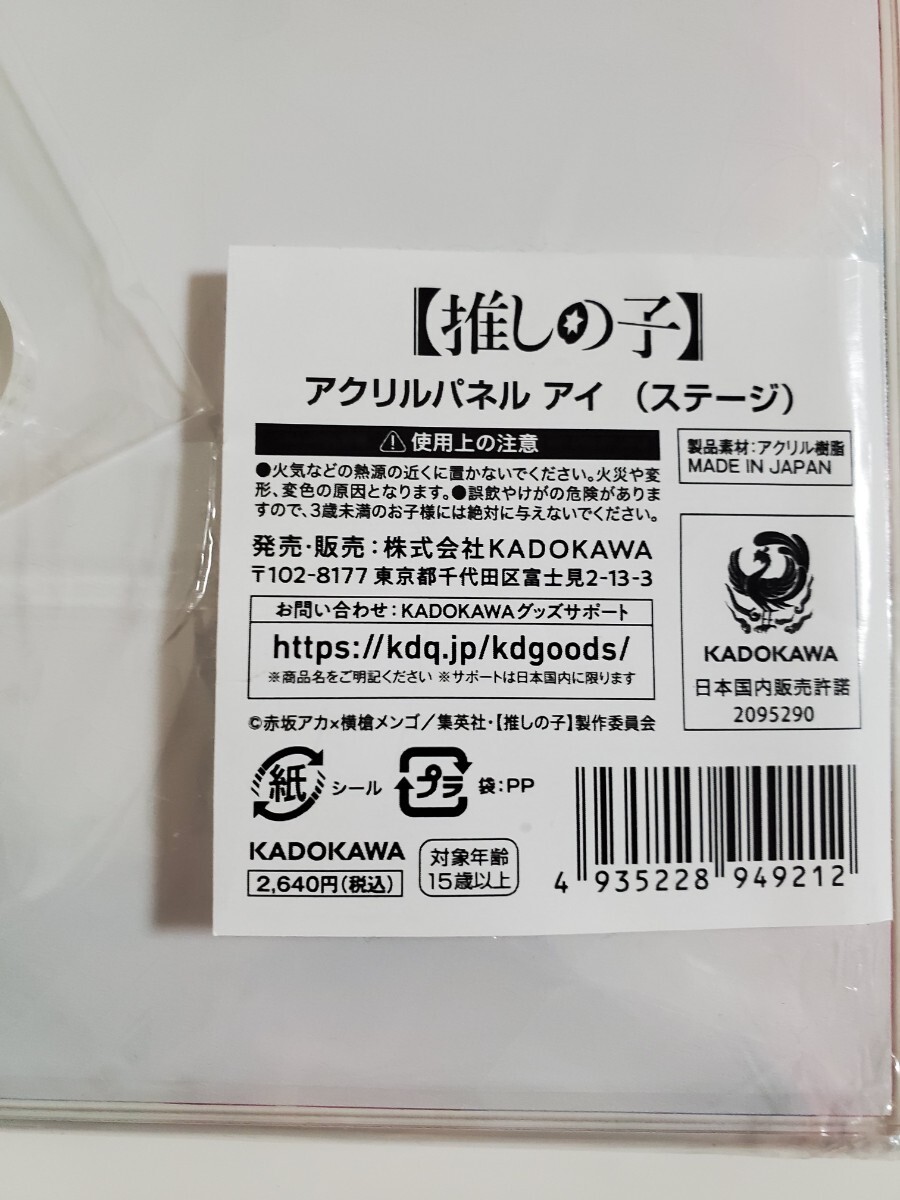 【推しの子】
アクリルパネル アイ （ステージ）
⚠使用上の注意
●火気などの熱源の近くに置かないでください。火災や変
形、変色の原因となります。●誤飲やけがの危険がありま
すので、3歳未満のお子様には絶対に与えないでください。
製品素材：アクリル樹脂
MADE IN JAPAN
発売・販売：株式会社KADOKAWA
〒102-8177 東京都千代田区富士見2-13-3
お問い合わせ：KADOKAWAグッズサポート
https://kdq.jp/kdgoods/
※商品名をご明記ください ※サポートは日本国内に限ります
KADOKAWA
日本国内販売許諾
2095290
©赤坂アカ×横槍メンゴ／集英社・【推しの子】製作委員会
紙 シール プラ 袋：PP
KADOKAWA
2,640円（税込）
対象年齢
15歳以上
4 935228 949212